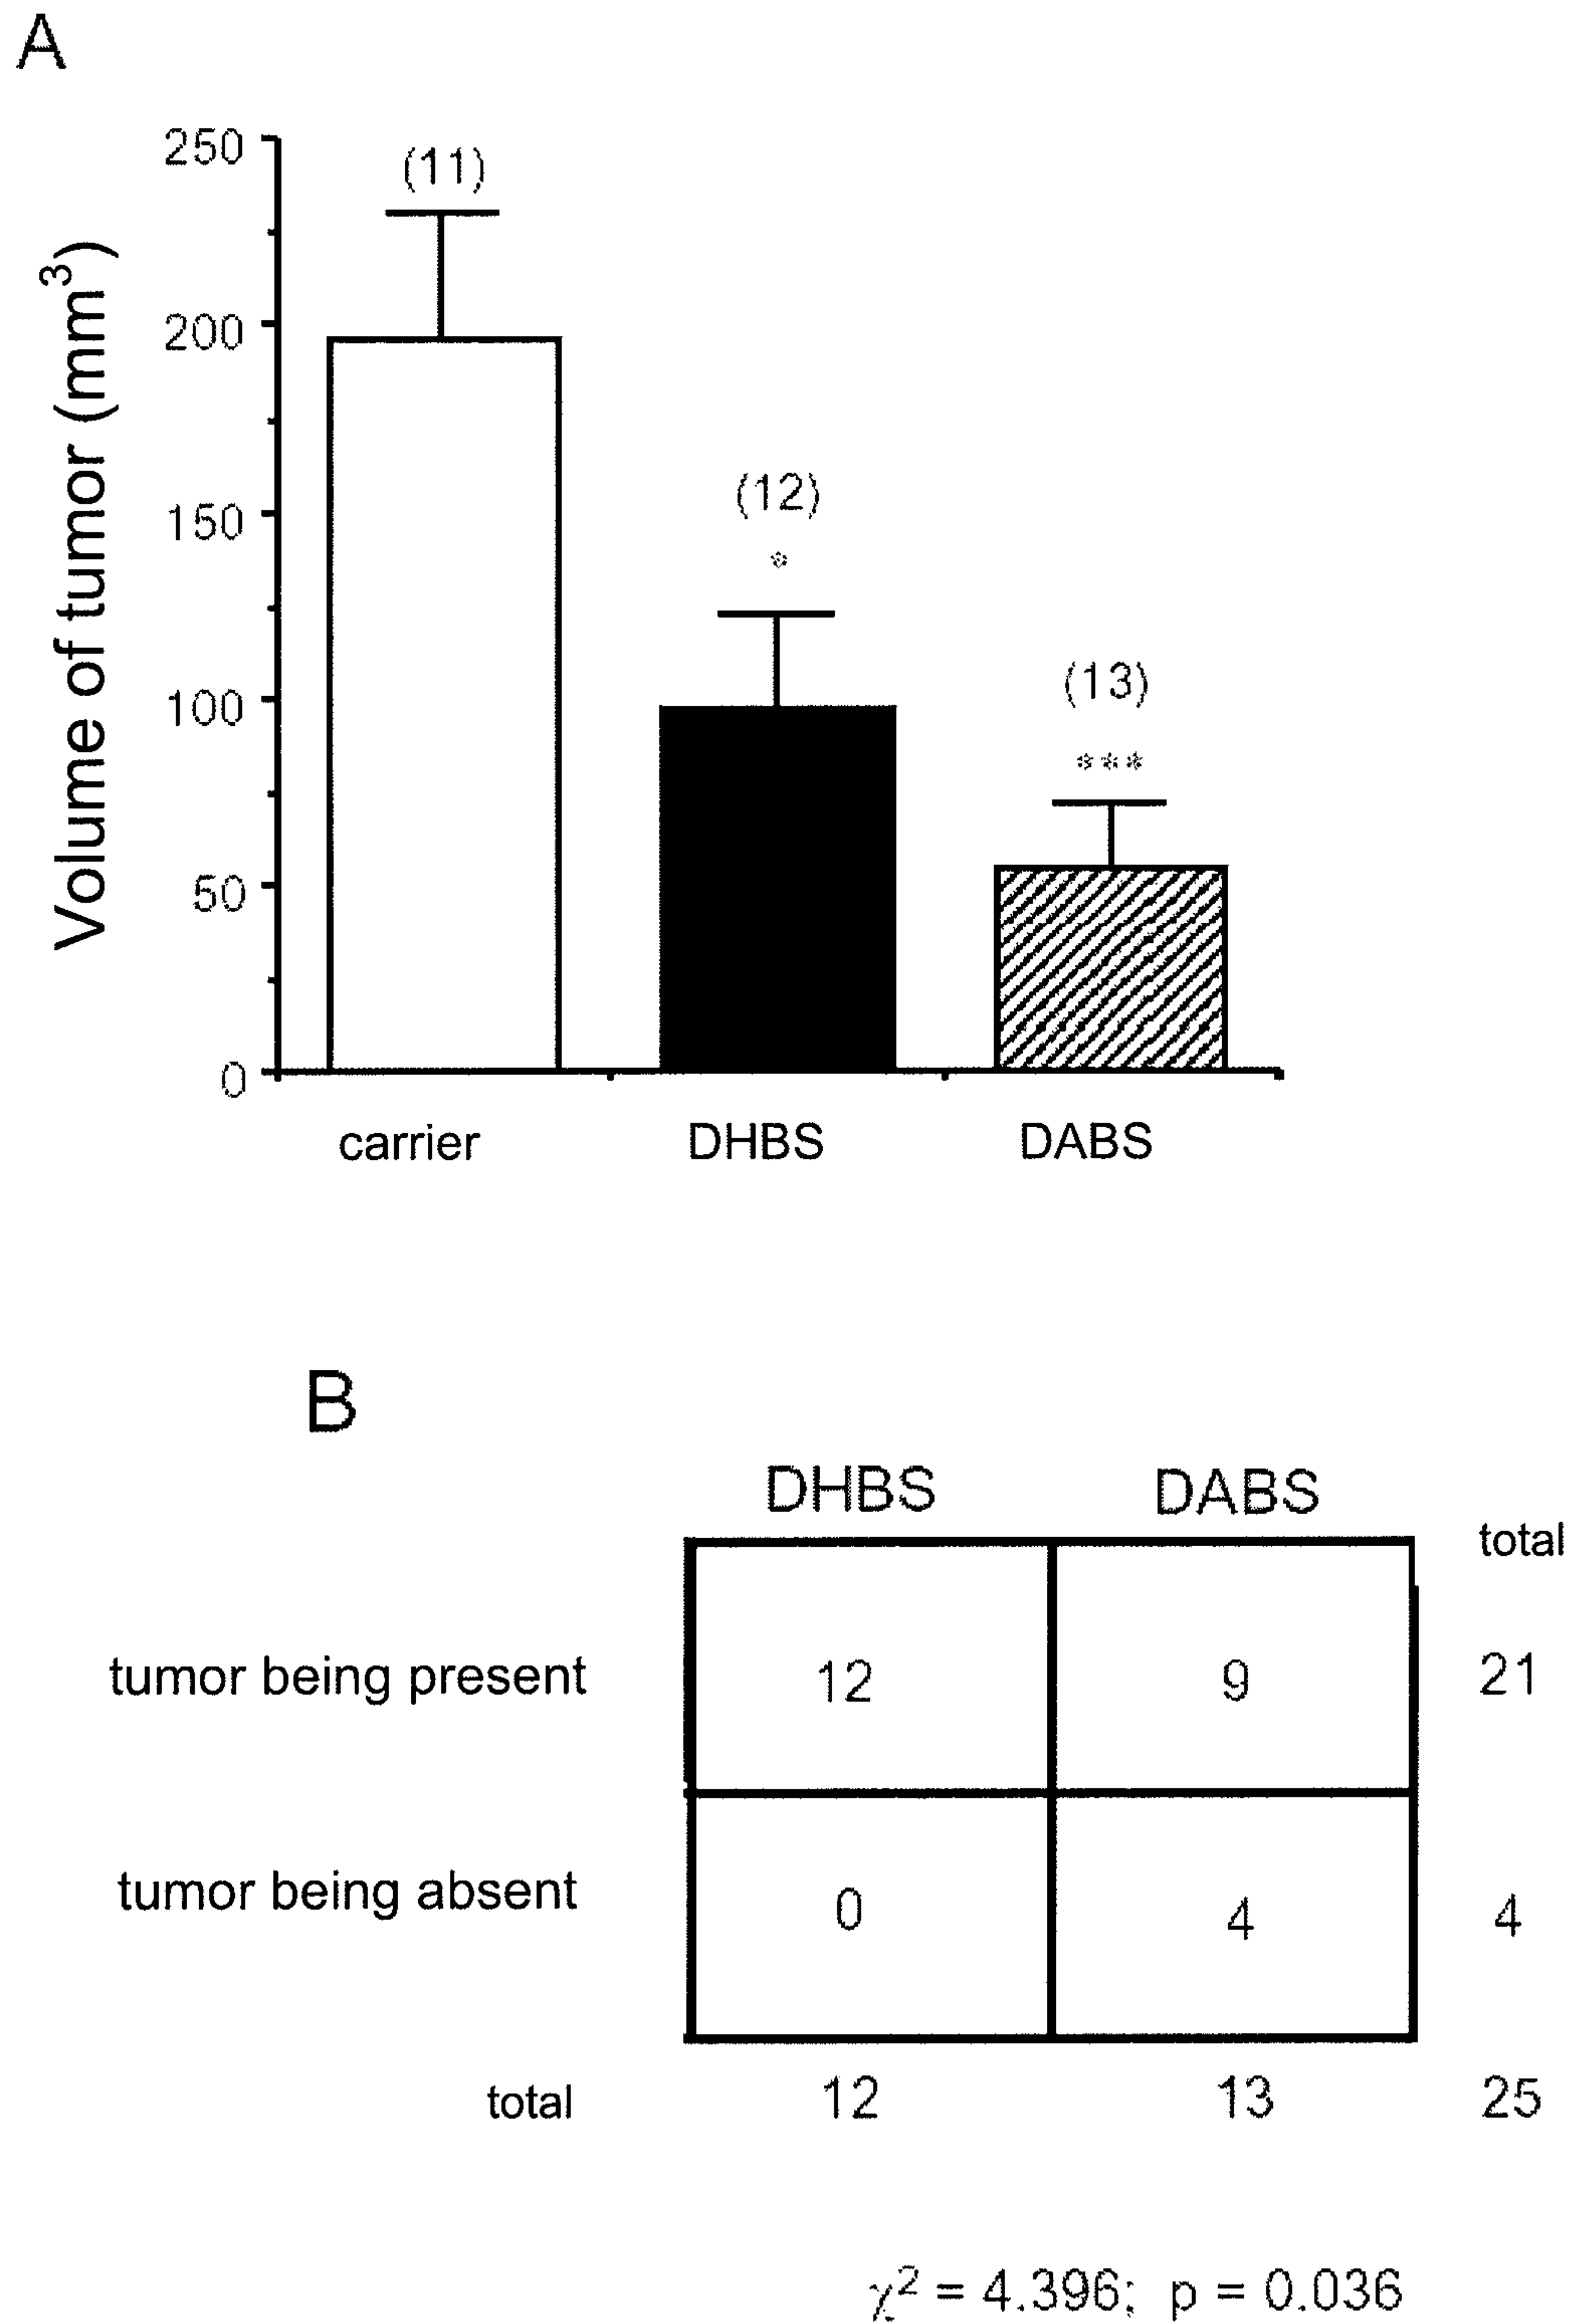 A
250
(11)
200
(12)
150
*
(13)
100
***
50
0
Volume of tumor (mm³)
carrier DHBS DABS
B
DHBS DABS
total
tumor being present 12 9 21
tumor being absent 0 4 4
total 12 13 25
χ² = 4.396; p = 0.036